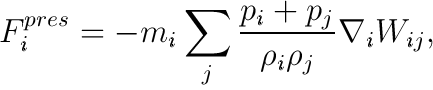 $F_i^{pres} = -m_i \sum_j \frac{p_i + p_j}{\rho_i \rho_j} \nabla_i W_{ij},$